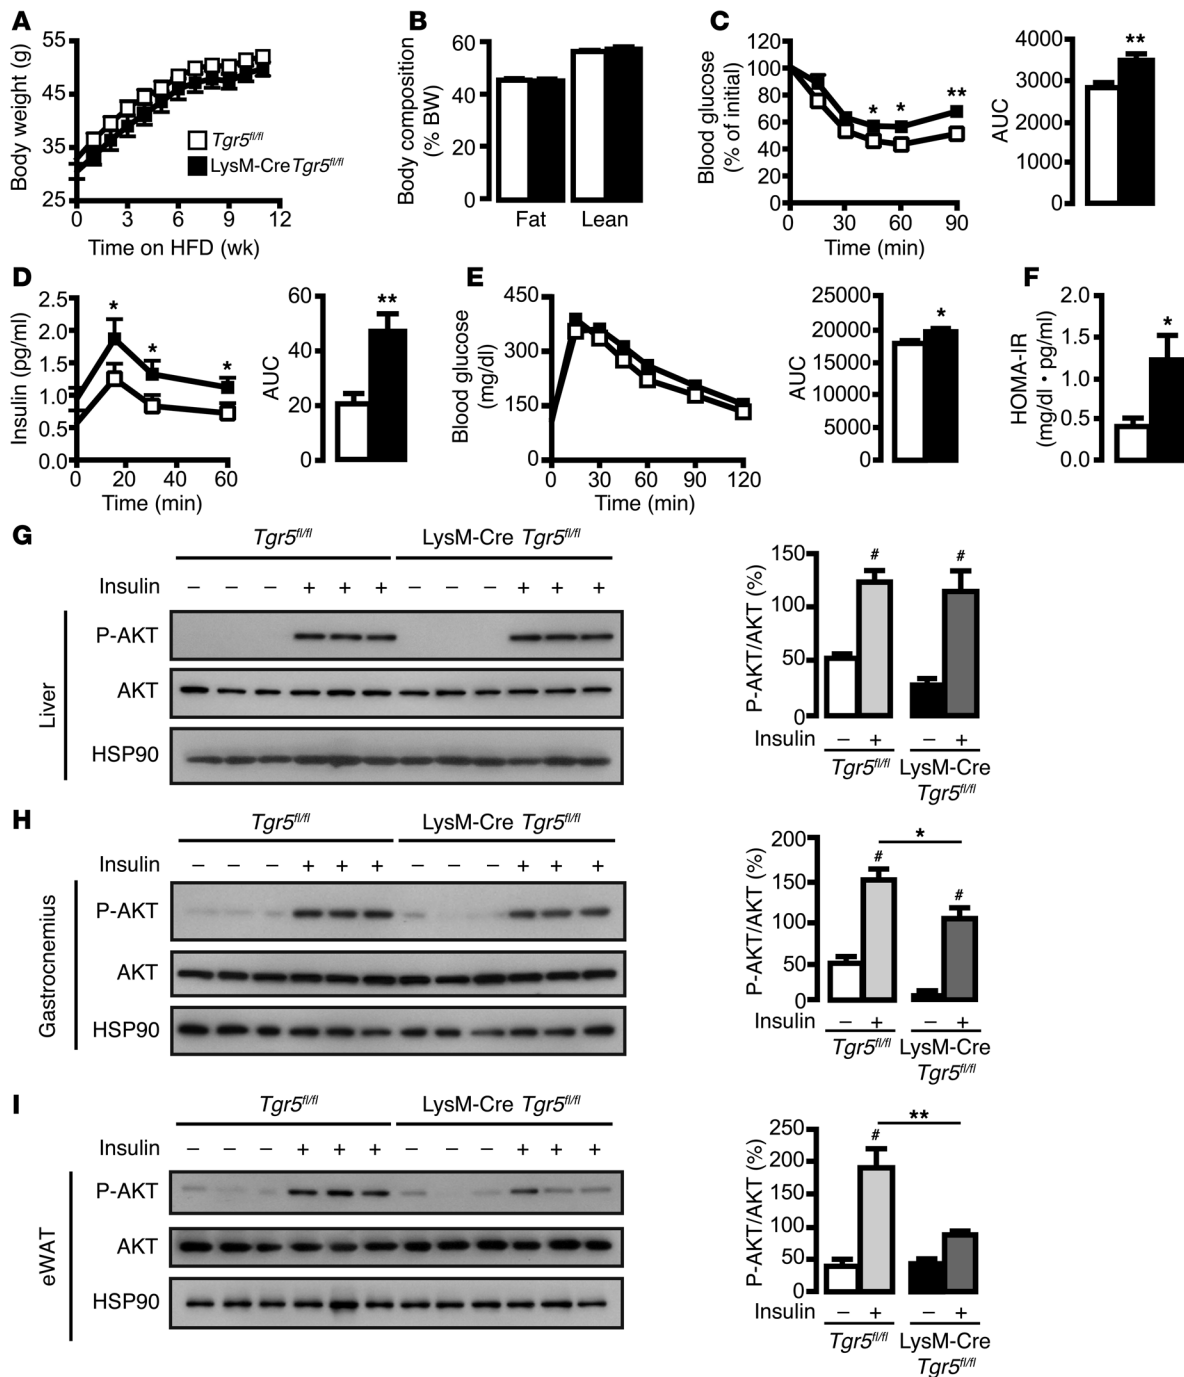 A
Body weight (g)
55
45
35
25
0 3 6 9 12
Time on HFD (wk)
Tgr5fl/fl
LysM-Cre Tgr5fl/fl
B
Body composition
(% BW)
60
40
20
0
Fat Lean
C
Blood glucose
(% of initial)
120
100
80
60
40
20
0
* * **
0 30 60 90
Time (min)
AUC
4000
3000
2000
1000
0
**
D
Insulin (pg/ml)
2.5
2.0
1.5
1.0
0.5
0.0
* * *
0 20 40 60
Time (min)
AUC
60
40
20
0
**
E
Blood glucose
(mg/dl)
450
300
150
0
0 30 60 90 120
Time (min)
AUC
25000
20000
15000
10000
5000
0
*
F
HOMA-IR
(mg/dl • pg/ml)
2.0
1.5
1.0
0.5
0.0
*
G
Tgr5fl/fl LysM-Cre Tgr5fl/fl
Insulin – – – + + + – – – + + +
Liver
P-AKT
AKT
HSP90
P-AKT/AKT (%)
150
100
50
0
# #
Insulin – + – +
Tgr5fl/fl LysM-Cre
Tgr5fl/fl
H
Tgr5fl/fl LysM-Cre Tgr5fl/fl
Insulin – – – + + + – – – + + +
Gastrocnemius
P-AKT
AKT
HSP90
P-AKT/AKT (%)
200
150
100
50
0
*
# #
Insulin – + – +
Tgr5fl/fl LysM-Cre
Tgr5fl/fl
I
Tgr5fl/fl LysM-Cre Tgr5fl/fl
Insulin – – – + + + – – – + + +
eWAT
P-AKT
AKT
HSP90
P-AKT/AKT (%)
250
200
150
100
50
0
**
#
Insulin – + – +
Tgr5fl/fl LysM-Cre
Tgr5fl/fl